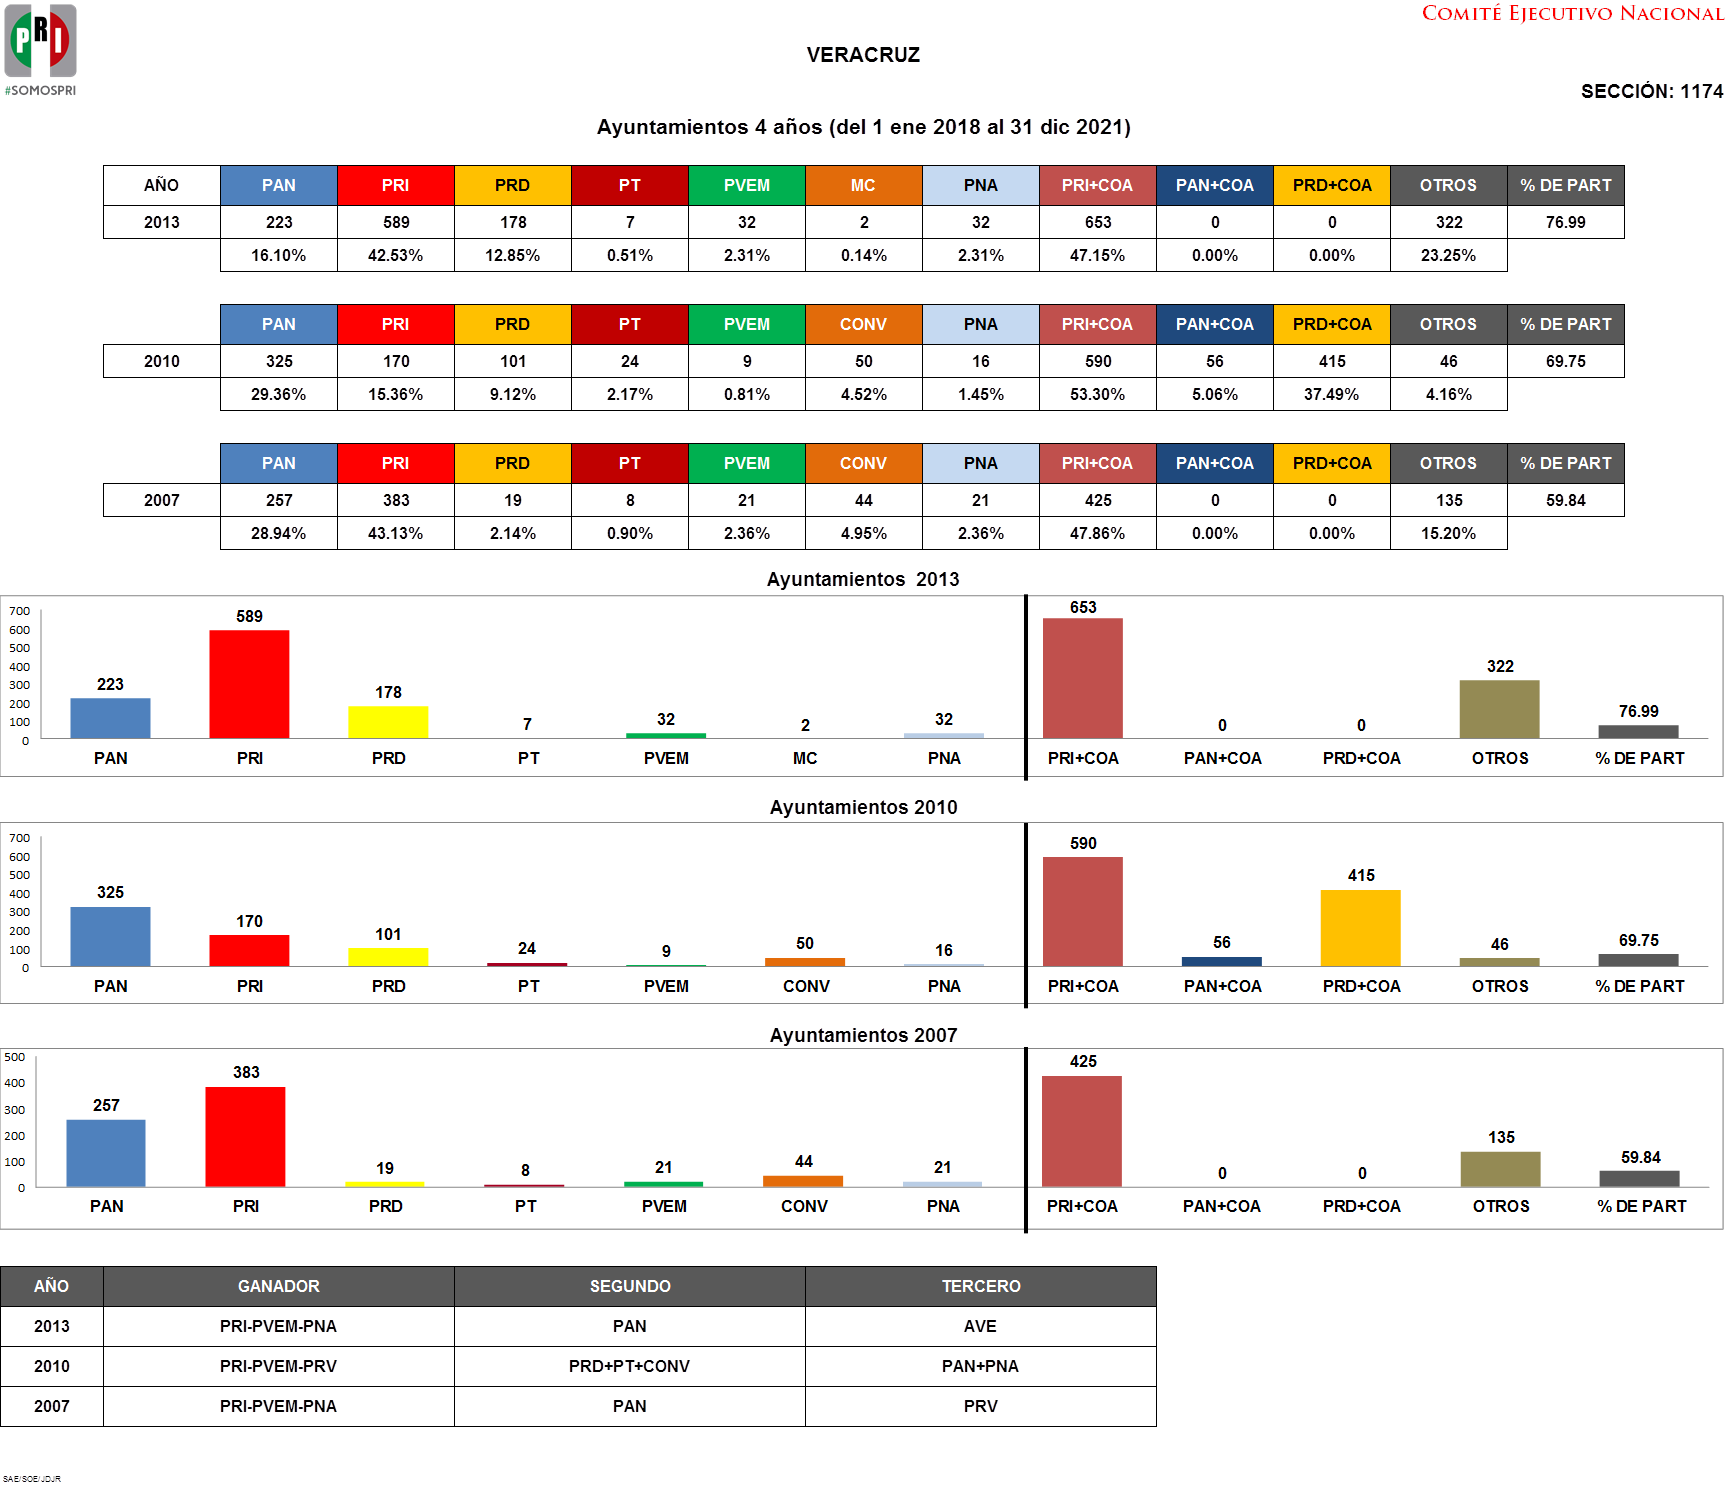 PRI
#SOMOSPRI
COMITÉ EJECUTIVO NACIONAL
VERACRUZ
SECCIÓN: 1174
Ayuntamientos 4 años (del 1 ene 2018 al 31 dic 2021)
AÑO PAN PRI PRD PT PVEM MC PNA PRI+COA PAN+COA PRD+COA OTROS % DE PART
2013 223 589 178 7 32 2 32 653 0 0 322 76.99
16.10% 42.53% 12.85% 0.51% 2.31% 0.14% 2.31% 47.15% 0.00% 0.00% 23.25%
PAN PRI PRD PT PVEM CONV PNA PRI+COA PAN+COA PRD+COA OTROS % DE PART
2010 325 170 101 24 9 50 16 590 56 415 46 69.75
29.36% 15.36% 9.12% 2.17% 0.81% 4.52% 1.45% 53.30% 5.06% 37.49% 4.16%
PAN PRI PRD PT PVEM CONV PNA PRI+COA PAN+COA PRD+COA OTROS % DE PART
2007 257 383 19 8 21 44 21 425 0 0 135 59.84
28.94% 43.13% 2.14% 0.90% 2.36% 4.95% 2.36% 47.86% 0.00% 0.00% 15.20%
Ayuntamientos 2013
700
600
500
400
300
200
100
0
223 589 178 7 32 2 32 653 0 0 322 76.99
PAN PRI PRD PT PVEM MC PNA PRI+COA PAN+COA PRD+COA OTROS % DE PART
Ayuntamientos 2010
700
600
500
400
300
200
100
0
325 170 101 24 9 50 16 590 56 415 46 69.75
PAN PRI PRD PT PVEM CONV PNA PRI+COA PAN+COA PRD+COA OTROS % DE PART
Ayuntamientos 2007
500
400
300
200
100
0
257 383 19 8 21 44 21 425 0 0 135 59.84
PAN PRI PRD PT PVEM CONV PNA PRI+COA PAN+COA PRD+COA OTROS % DE PART
AÑO GANADOR SEGUNDO TERCERO
2013 PRI-PVEM-PNA PAN AVE
2010 PRI-PVEM-PRV PRD+PT+CONV PAN+PNA
2007 PRI-PVEM-PNA PAN PRV
SAE/SOE/JDJR